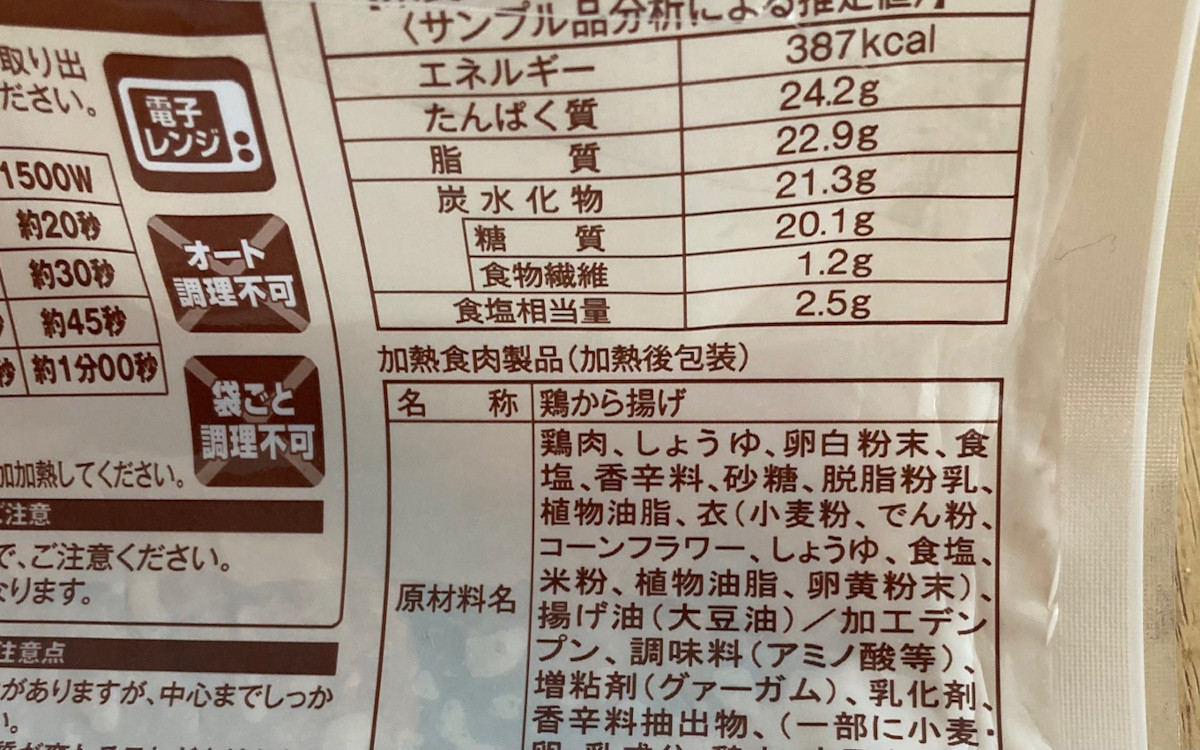 〈サンプル品分析による推定値〉
エネルギー 387kcal
たんぱく質 24.2g
脂質 22.9g
炭水化物 21.3g
糖質 20.1g
食物繊維 1.2g
食塩相当量 2.5g
加熱食肉製品(加熱後包装)
名称 鶏から揚げ
原材料名
鶏肉、しょうゆ、卵白粉末、食
塩、香辛料、砂糖、脱脂粉乳、
植物油脂、衣(小麦粉、でん粉、
コーンフラワー、しょうゆ、食塩、
米粉、植物油脂、卵黄粉末)、
揚げ油(大豆油)/加工デン
プン、調味料(アミノ酸等)、
増粘剤(グァーガム)、乳化剤、
香辛料抽出物、(一部に小麦・
取り出
ださい。
電子
レンジ
1500W
約20秒
約30秒
約45秒
秒 約1分00秒
オート
調理不可
袋ごと
調理不可
加加熱してください。
ご注意
で、ご注意ください。
なります。
注意点
がありますが、中心までしっか
い。